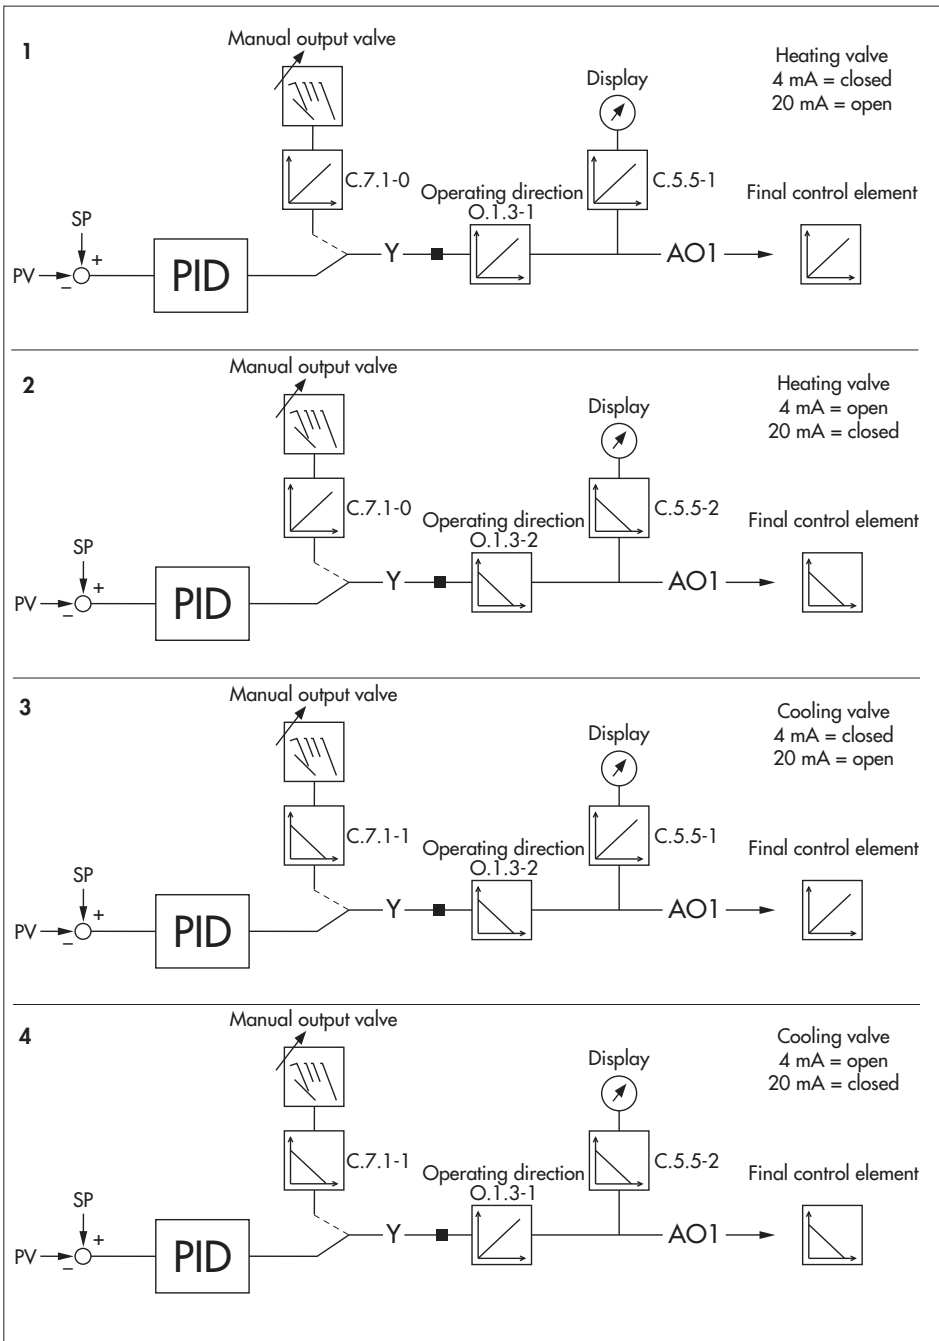 1
Manual output valve
Heating valve
4 mA = closed
20 mA = open
Display
C.7.1-0
C.5.5-1
Operating direction
O.1.3-1
Final control element
SP
+
PV
–
PID
Y
AO1
2
Manual output valve
Heating valve
4 mA = open
20 mA = closed
Display
C.7.1-0
C.5.5-2
Operating direction
O.1.3-2
Final control element
SP
+
PV
–
PID
Y
AO1
3
Manual output valve
Cooling valve
4 mA = closed
20 mA = open
Display
C.7.1-1
C.5.5-1
Operating direction
O.1.3-2
Final control element
SP
+
PV
–
PID
Y
AO1
4
Manual output valve
Cooling valve
4 mA = open
20 mA = closed
Display
C.7.1-1
C.5.5-2
Operating direction
O.1.3-1
Final control element
SP
+
PV
–
PID
Y
AO1